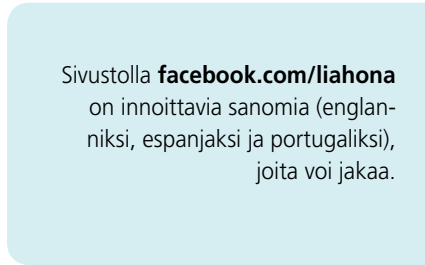 Sivustolla facebook.com/liahona
on innoittavia sanomia (englan-
niksi, espanjaksi ja portugaliksi),
joita voi jakaa.